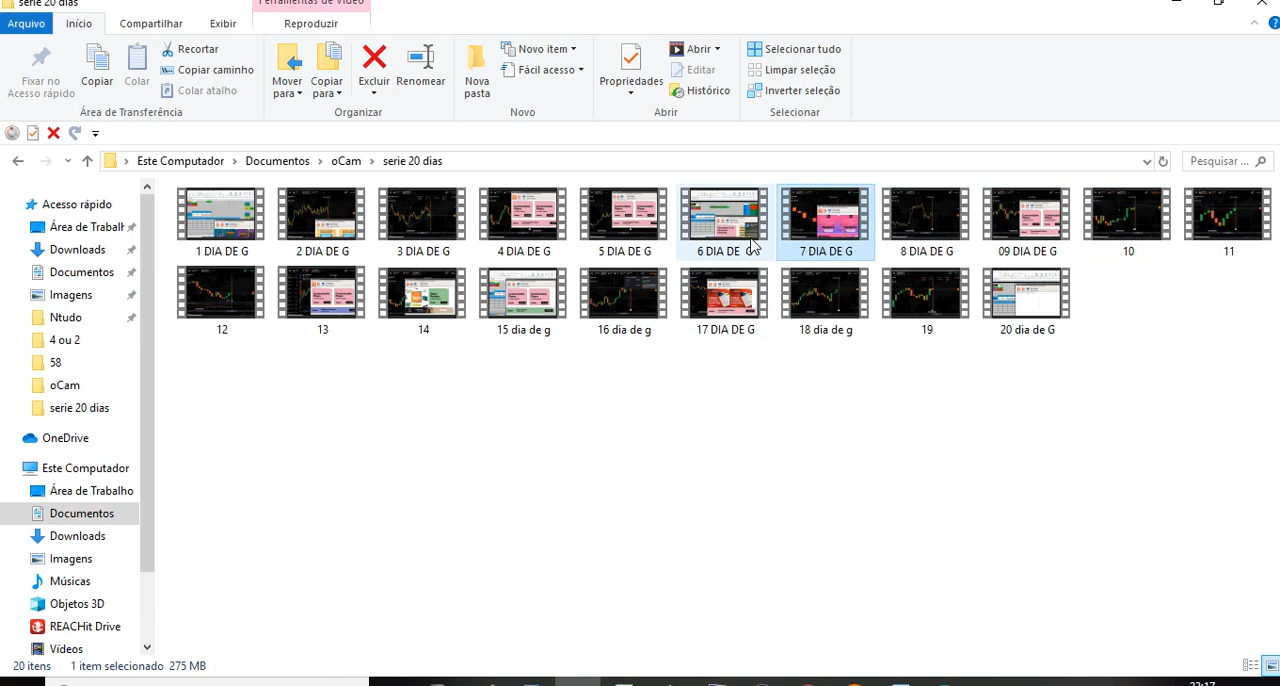 serie 20 dias
Ferramentas de Vídeo
Arquivo Início Compartilhar Exibir Reproduzir
Fixar no Acesso rápido
Copiar
Colar
Recortar
Copiar caminho
Colar atalho
Área de Transferência
Mover para
Copiar para
Excluir
Renomear
Organizar
Nova pasta
Novo item
Fácil acesso
Novo
Propriedades
Abrir
Editar
Histórico
Abrir
Selecionar tudo
Limpar seleção
Inverter seleção
Selecionar
Este Computador > Documentos > oCam > serie 20 dias
Pesquisar ...
Acesso rápido
Área de Trabalh
Downloads
Documentos
Imagens
Ntudo
4 ou 2
58
oCam
serie 20 dias
OneDrive
Este Computador
Área de Trabalho
Documentos
Downloads
Imagens
Músicas
Objetos 3D
REACHit Drive
Vídeos
1 DIA DE G 2 DIA DE G 3 DIA DE G 4 DIA DE G 5 DIA DE G 6 DIA DE 7 DIA DE G 8 DIA DE G 09 DIA DE G 10 11
12 13 14 15 dia de g 16 dia de g 17 DIA DE G 18 dia de g 19 20 dia de G
20 itens 1 item selecionado 275 MB